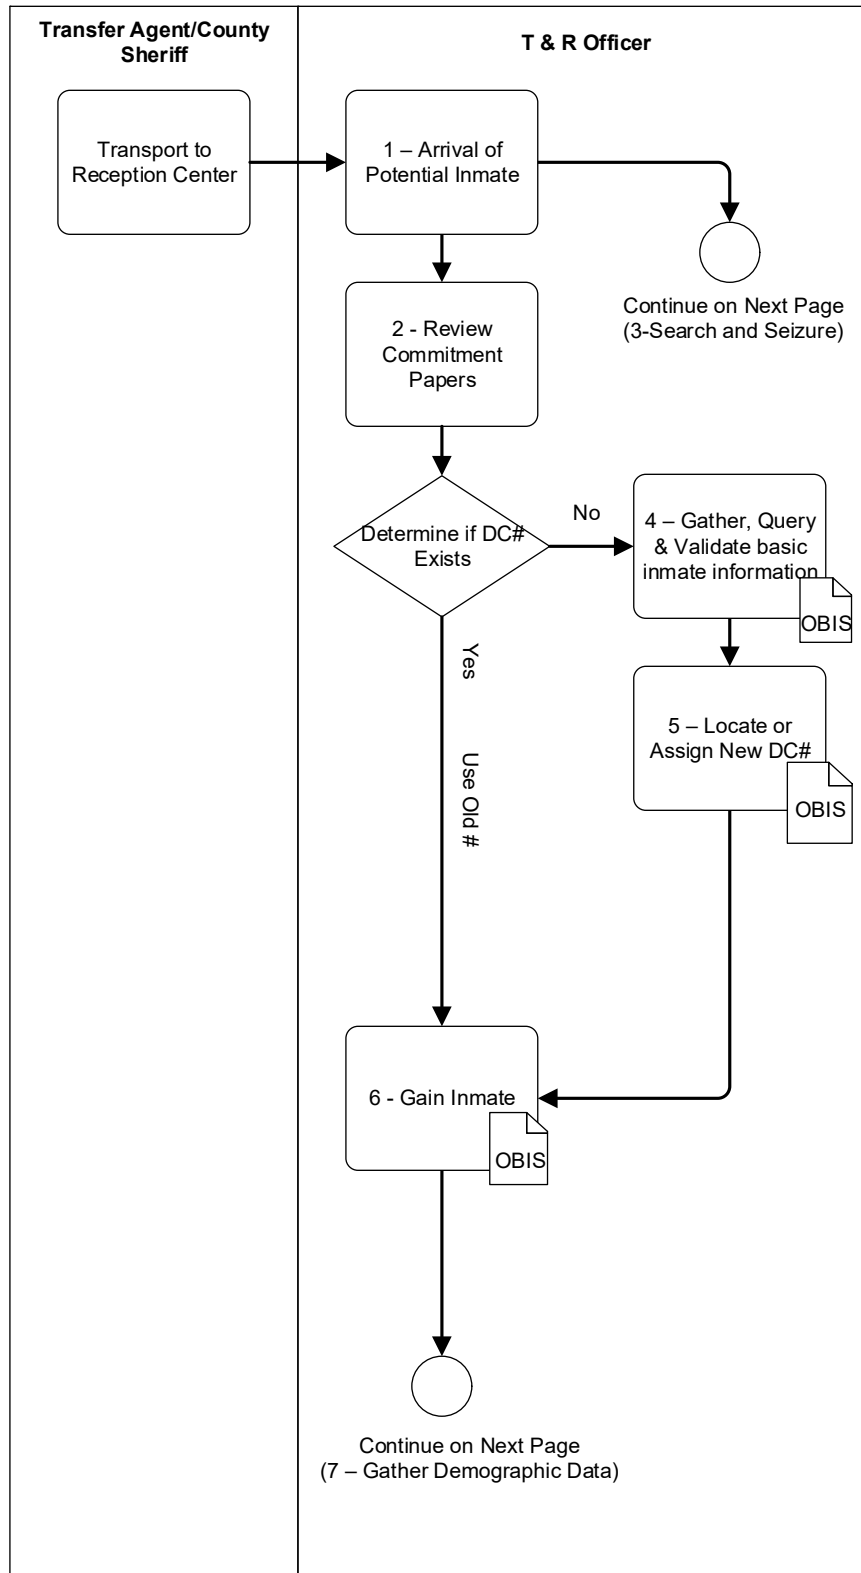 Transfer Agent/County
Sheriff
T & R Officer
Transport to
Reception Center
1 – Arrival of
Potential Inmate
Continue on Next Page
(3-Search and Seizure)
2 - Review
Commitment
Papers
Determine if DC#
Exists
No
4 – Gather, Query
& Validate basic
inmate information
OBIS
Yes
Use Old #
5 – Locate or
Assign New DC#
OBIS
6 - Gain Inmate
OBIS
Continue on Next Page
(7 – Gather Demographic Data)